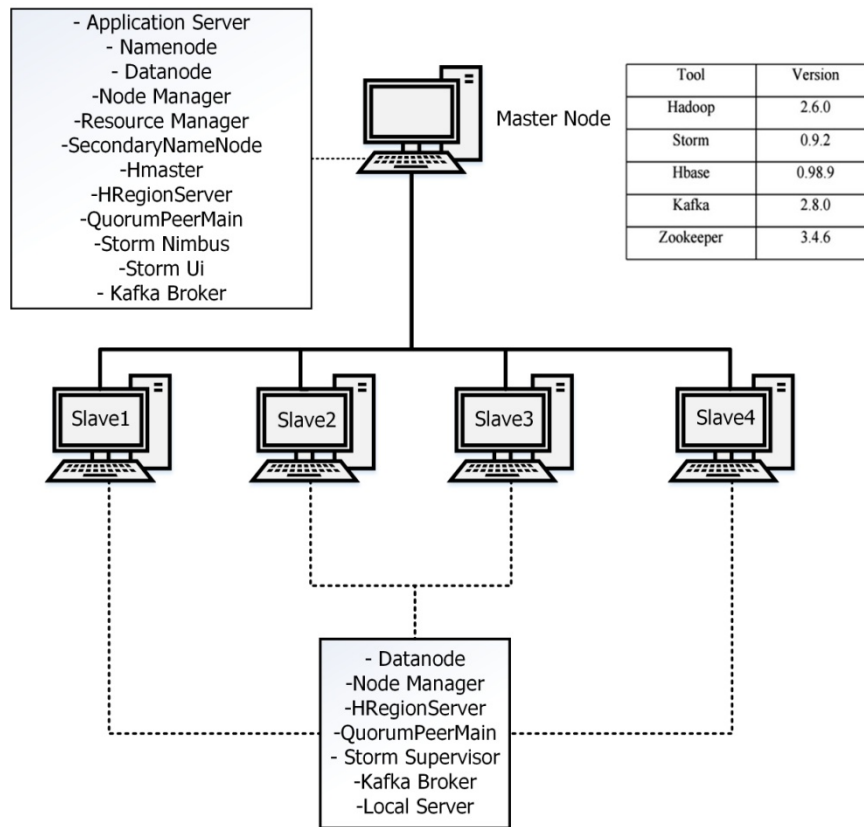 - Application Server
- Namenode
- Datanode
-Node Manager
-Resource Manager
-SecondaryNameNode
-Hmaster
-HRegionServer
-QuorumPeerMain
-Storm Nimbus
-Storm Ui
- Kafka Broker
Master Node
Tool Version
Hadoop 2.6.0
Storm 0.9.2
Hbase 0.98.9
Kafka 2.8.0
Zookeeper 3.4.6
Slave1 Slave2 Slave3 Slave4
- Datanode
-Node Manager
-HRegionServer
-QuorumPeerMain
- Storm Supervisor
-Kafka Broker
-Local Server